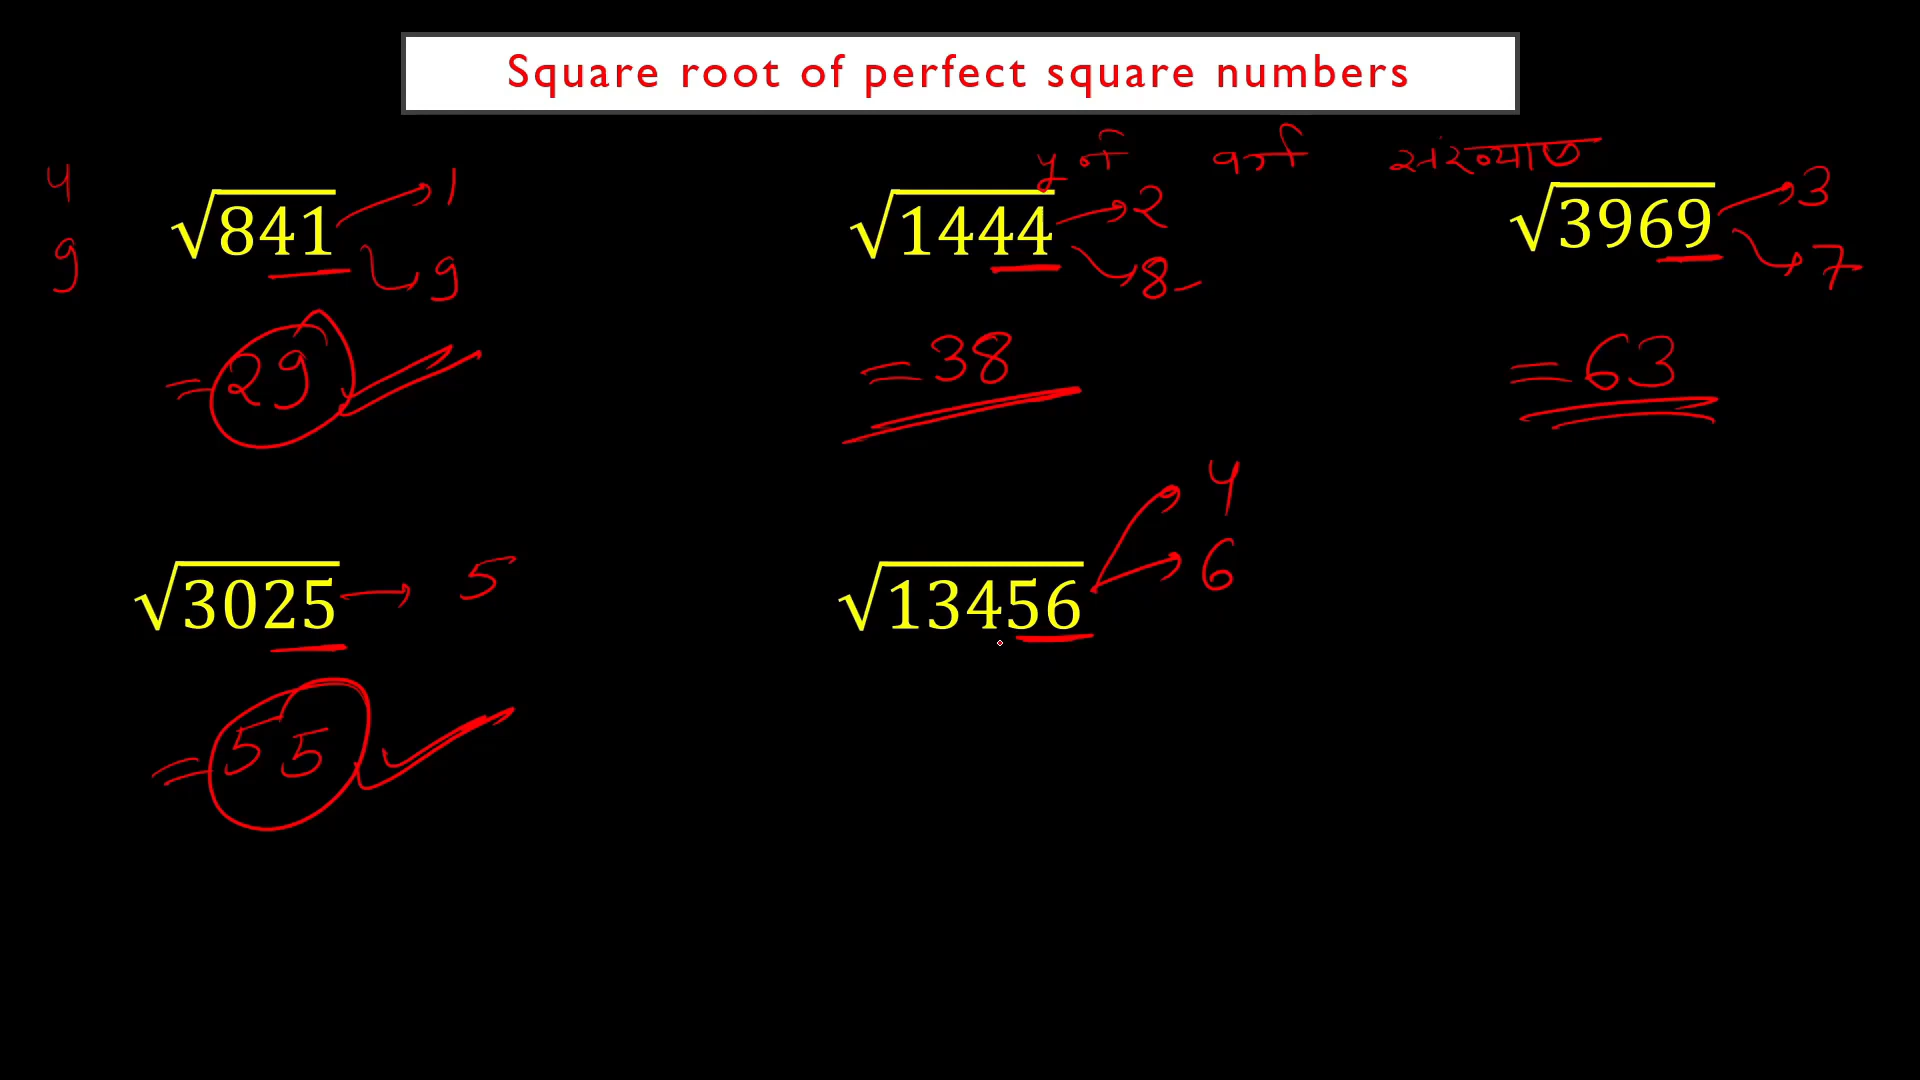 Square root of perfect square numbers
पूर्ण वर्ग संख्याए
4
9
√841 → 1
9
√1444 → 2
8
√3969 → 3
7
= 29
= 38
= 63
√3025 → 5
√13456 → 4
6
= 55